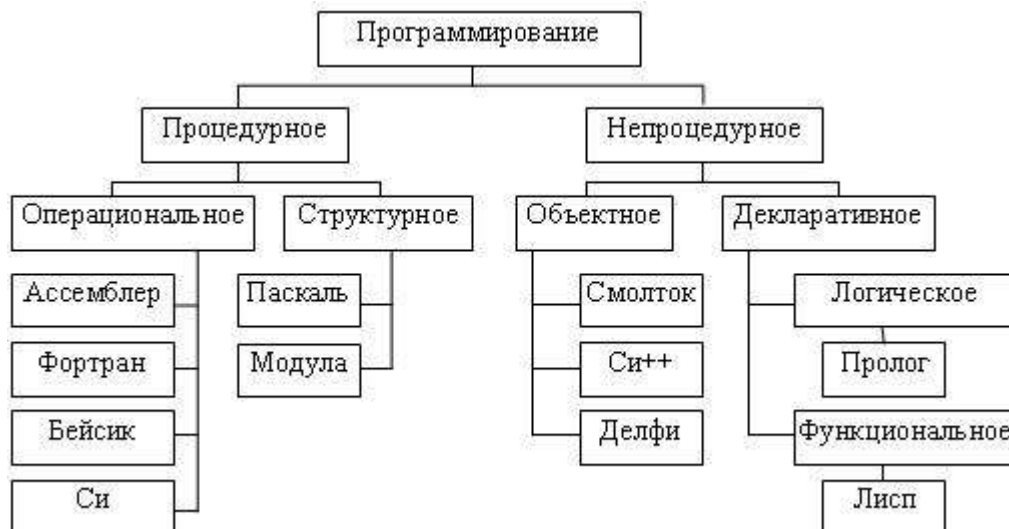 Программирование
Процедурное
Непроцедурное
Операциональное
Структурное
Объектное
Декларативное
Ассемблер
Паскаль
Смолток
Логическое
Фортран
Модула
Си++
Пролог
Бейсик
Делфи
Функциональное
Си
Лисп